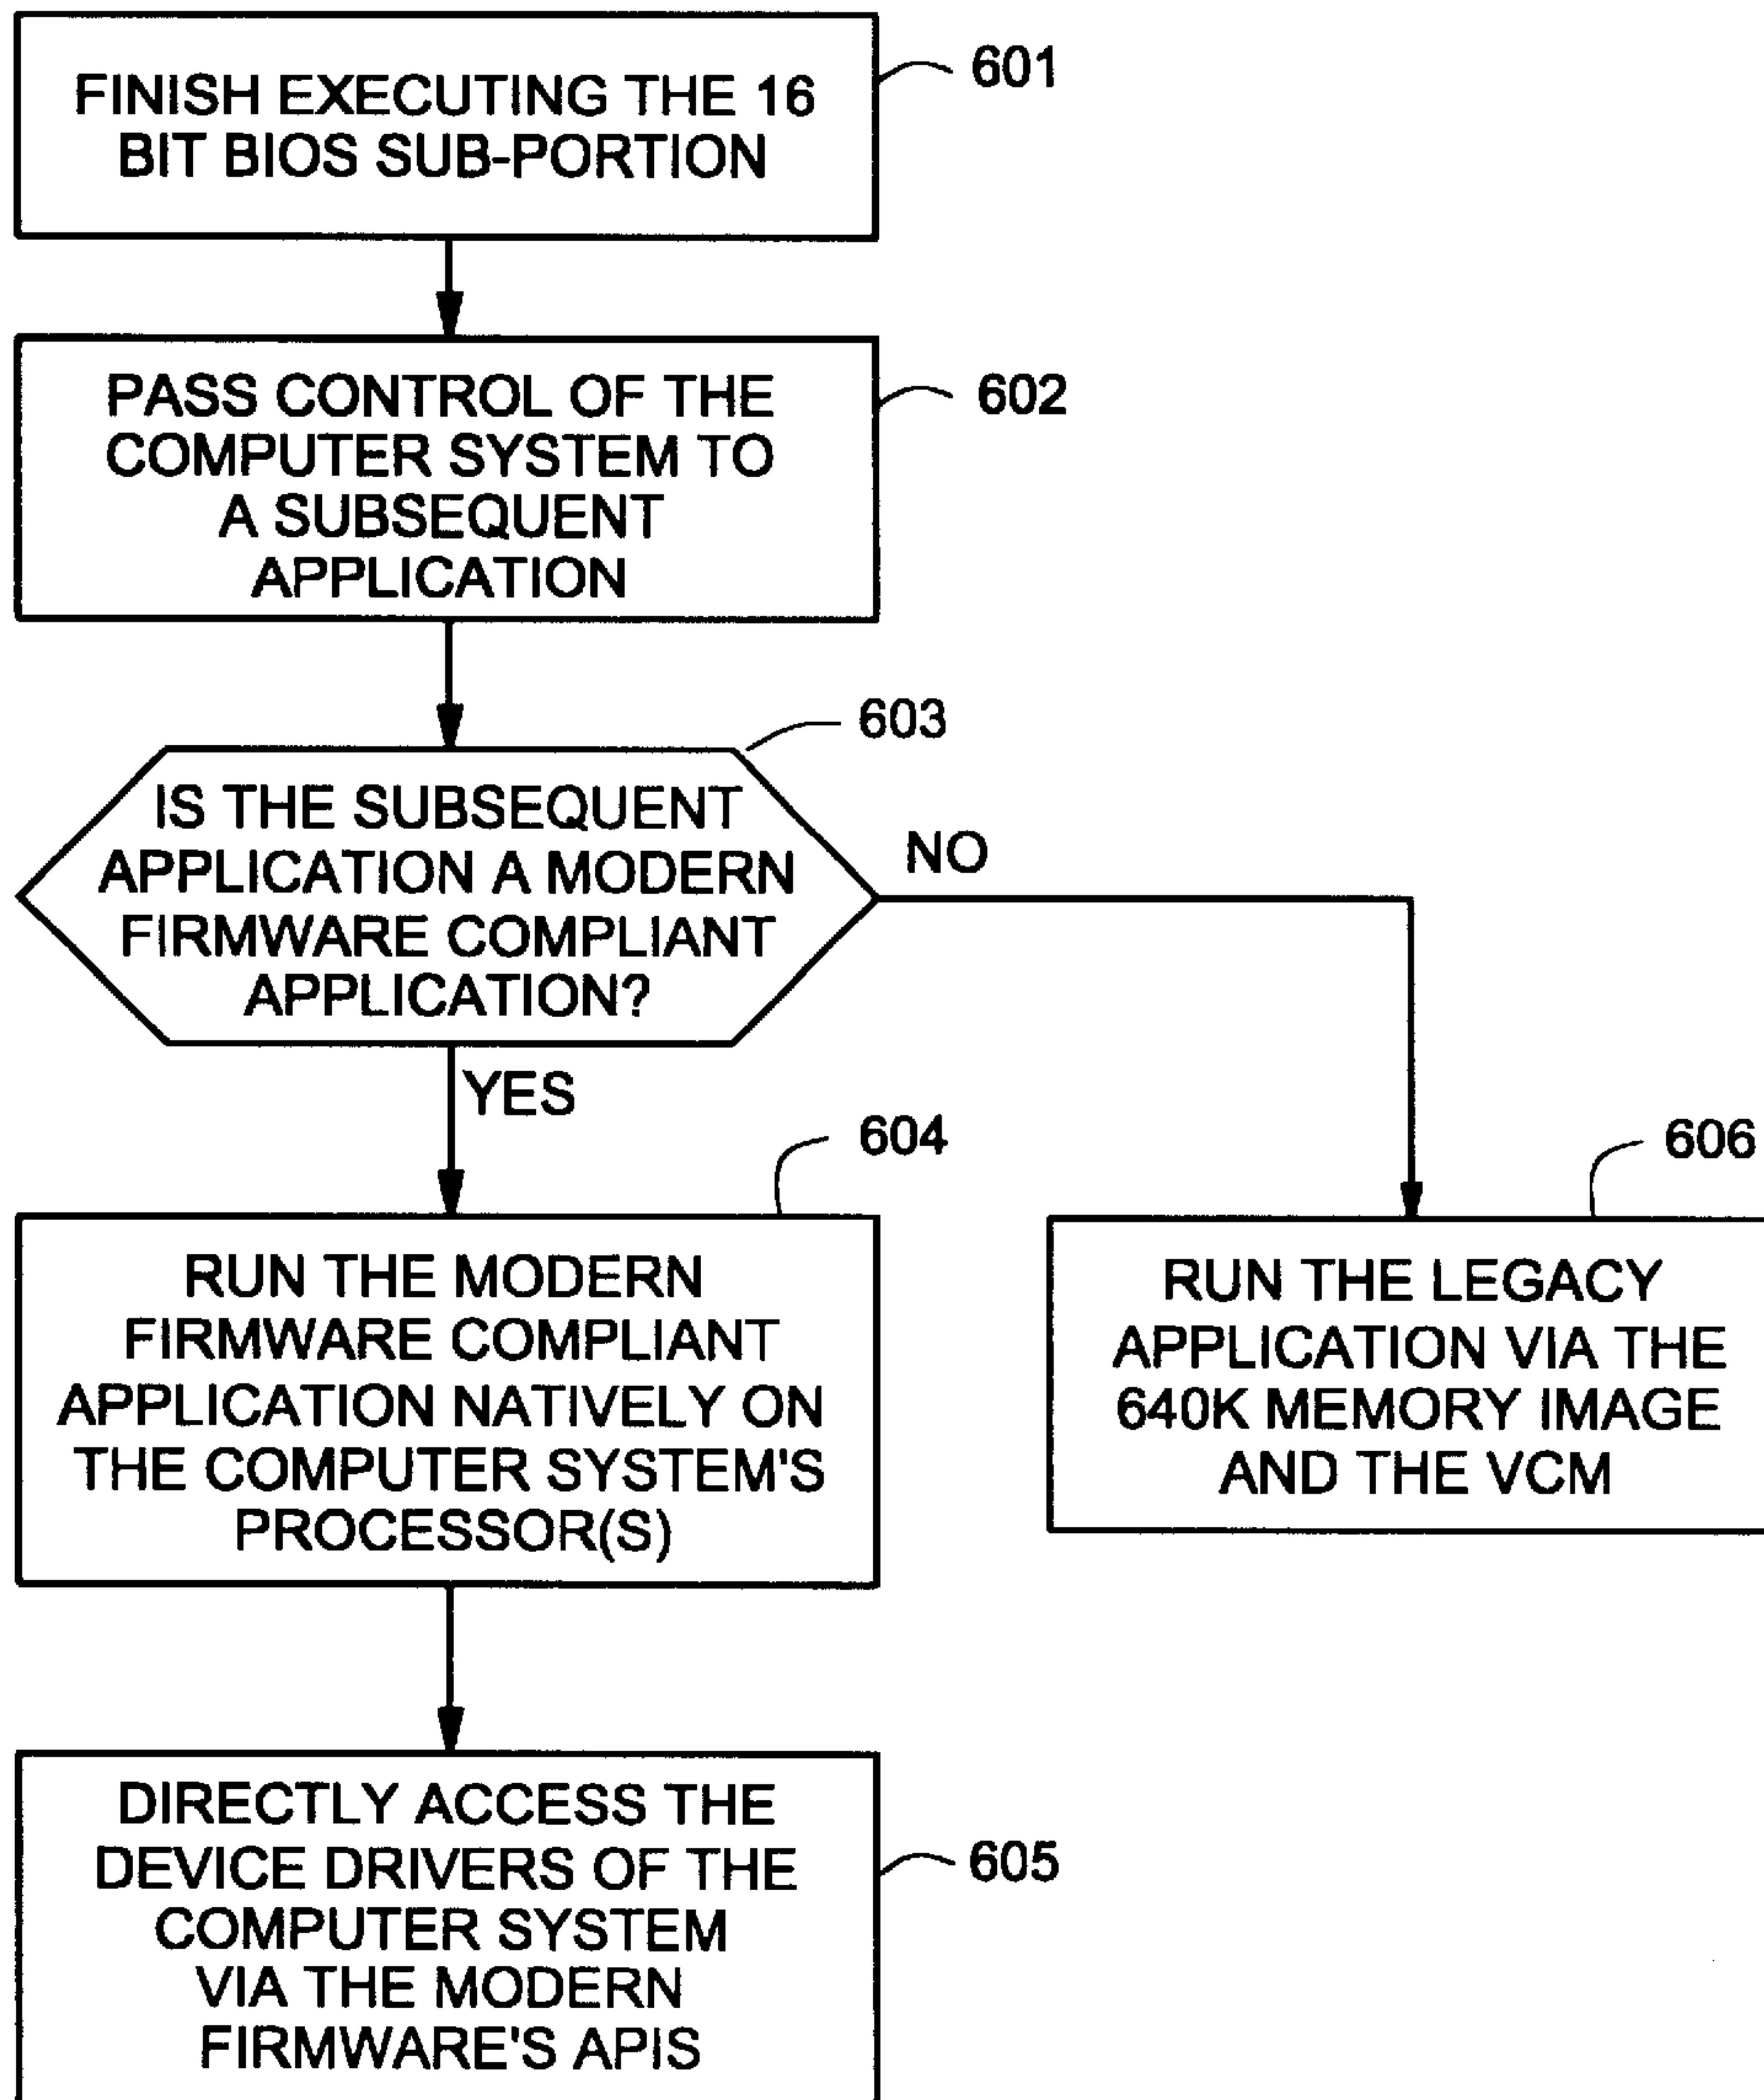 FINISH EXECUTING THE 16
BIT BIOS SUB-PORTION
601
PASS CONTROL OF THE
COMPUTER SYSTEM TO
A SUBSEQUENT
APPLICATION
602
603
IS THE SUBSEQUENT
APPLICATION A MODERN
FIRMWARE COMPLIANT
APPLICATION?
NO
YES
604
RUN THE MODERN
FIRMWARE COMPLIANT
APPLICATION NATIVELY ON
THE COMPUTER SYSTEM'S
PROCESSOR(S)
606
RUN THE LEGACY
APPLICATION VIA THE
640K MEMORY IMAGE
AND THE VCM
DIRECTLY ACCESS THE
DEVICE DRIVERS OF THE
COMPUTER SYSTEM
VIA THE MODERN
FIRMWARE'S APIS
605